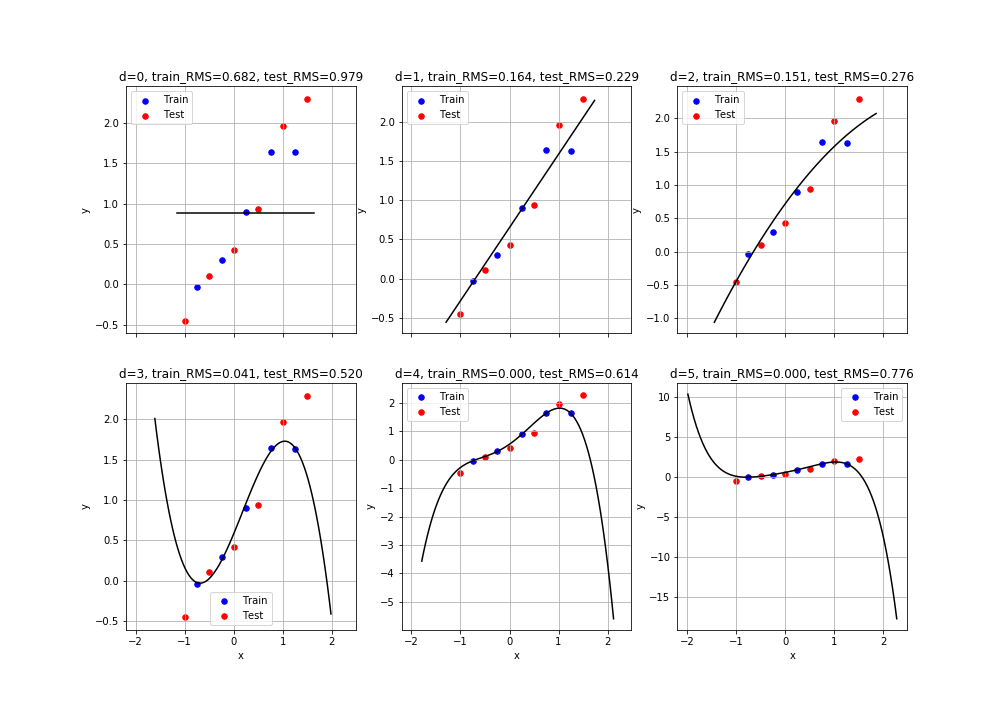 d=0, train_RMS=0.682, test_RMS=0.979
d=1, train_RMS=0.164, test_RMS=0.229
d=2, train_RMS=0.151, test_RMS=0.276
Train
Test
2.0
1.5
1.0
0.5
0.0
−0.5
y
Train
Test
2.0
1.5
1.0
0.5
0.0
−0.5
y
Train
Test
2.0
1.5
1.0
0.5
0.0
−0.5
−1.0
y
d=3, train_RMS=0.041, test_RMS=0.520
d=4, train_RMS=0.000, test_RMS=0.614
d=5, train_RMS=0.000, test_RMS=0.776
2.0
1.5
1.0
0.5
0.0
−0.5
y
Train
Test
−2 −1 0 1 2
x
Train
Test
2
1
0
−1
−2
−3
−4
−5
y
−2 −1 0 1 2
x
Train
Test
10
5
0
−5
−10
−15
y
−2 −1 0 1 2
x